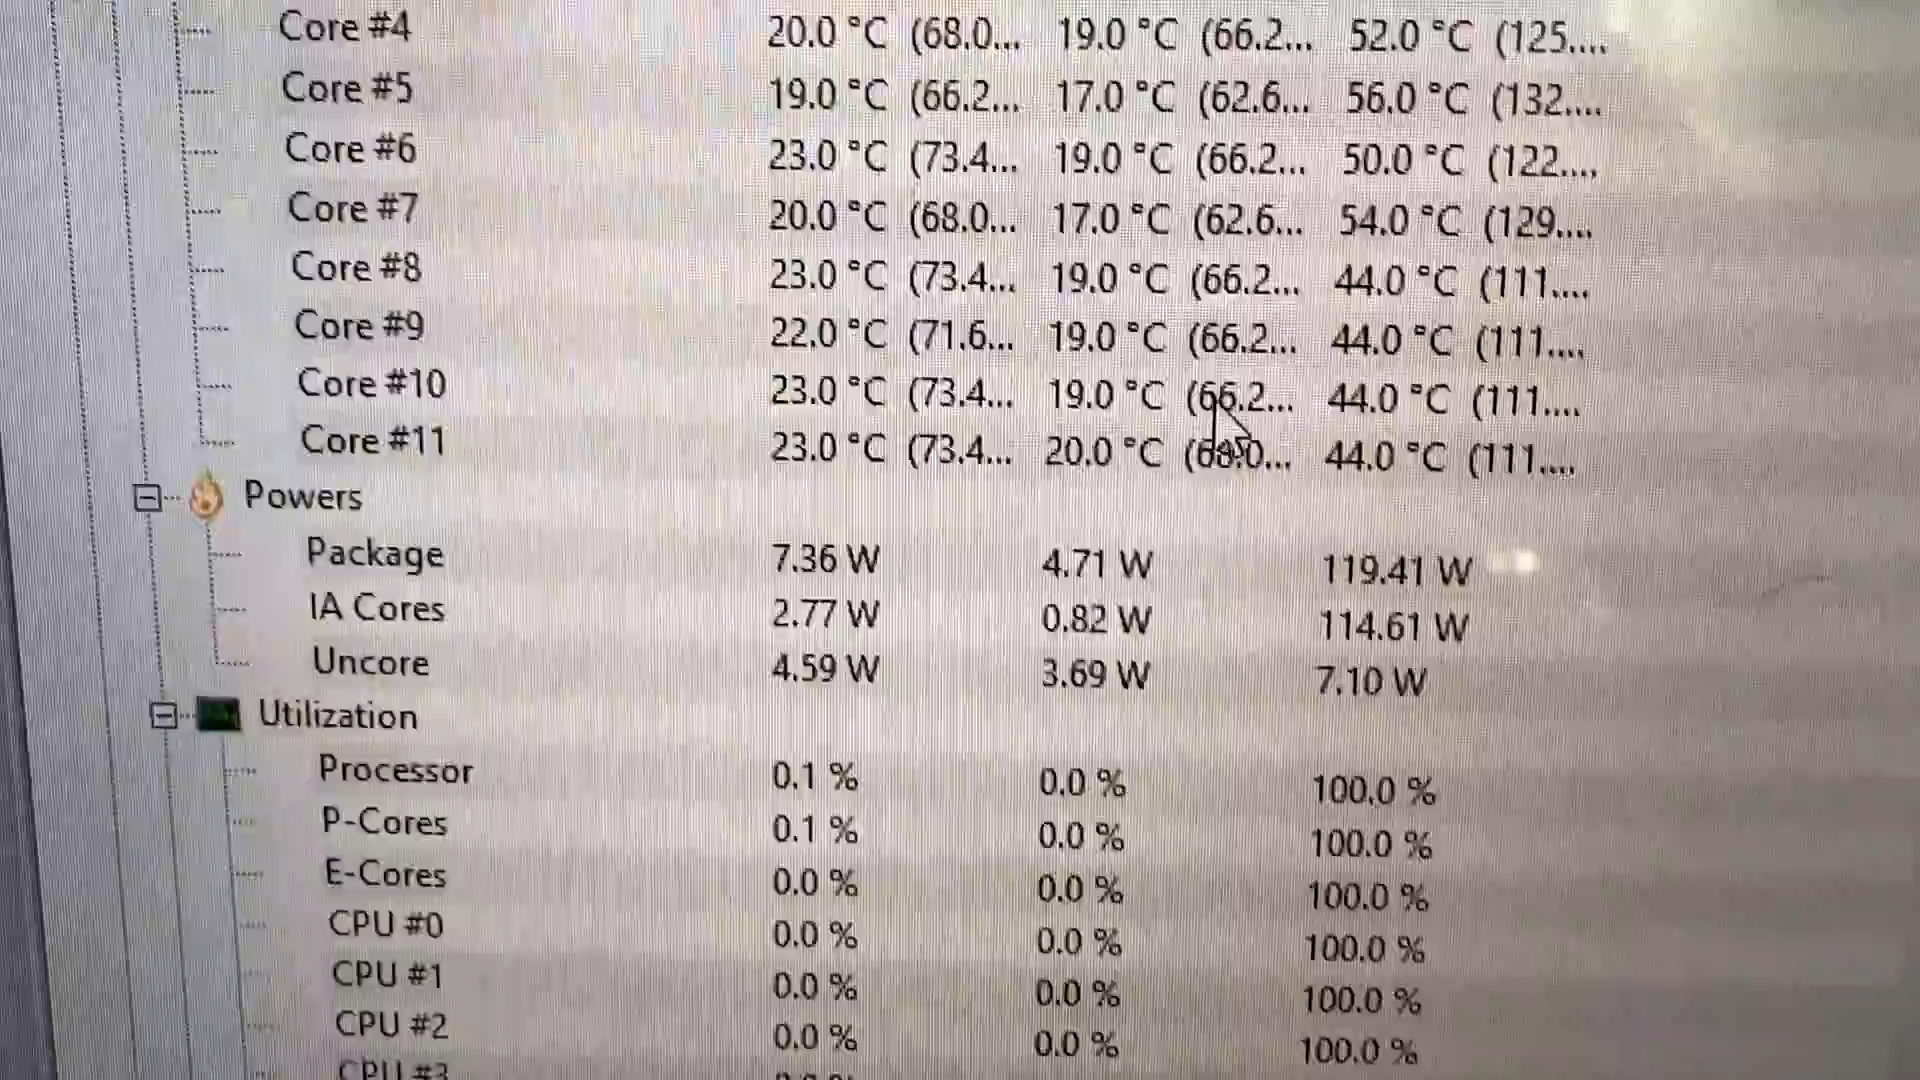 Core #4 20.0 °C (68.0... 19.0 °C (66.2... 52.0 °C (125....
Core #5 19.0 °C (66.2... 17.0 °C (62.6... 56.0 °C (132....
Core #6 23.0 °C (73.4... 19.0 °C (66.2... 50.0 °C (122....
Core #7 20.0 °C (68.0... 17.0 °C (62.6... 54.0 °C (129....
Core #8 23.0 °C (73.4... 19.0 °C (66.2... 44.0 °C (111....
Core #9 22.0 °C (71.6... 19.0 °C (66.2... 44.0 °C (111....
Core #10 23.0 °C (73.4... 19.0 °C (66.2... 44.0 °C (111....
Core #11 23.0 °C (73.4... 20.0 °C (68.0... 44.0 °C (111....
Powers
Package 7.36 W 4.71 W 119.41 W
IA Cores 2.77 W 0.82 W 114.61 W
Uncore 4.59 W 3.69 W 7.10 W
Utilization
Processor 0.1 % 0.0 % 100.0 %
P-Cores 0.1 % 0.0 % 100.0 %
E-Cores 0.0 % 0.0 % 100.0 %
CPU #0 0.0 % 0.0 % 100.0 %
CPU #1 0.0 % 0.0 % 100.0 %
CPU #2 0.0 % 0.0 % 100.0 %
CPU #3